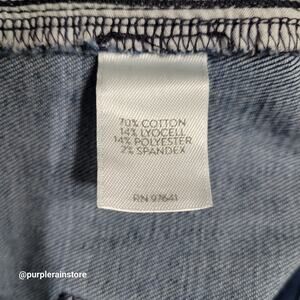 70% COTTON
14% LYOCELL
14% POLYESTER
2% SPANDEX
RN 97641
@purplerainstore